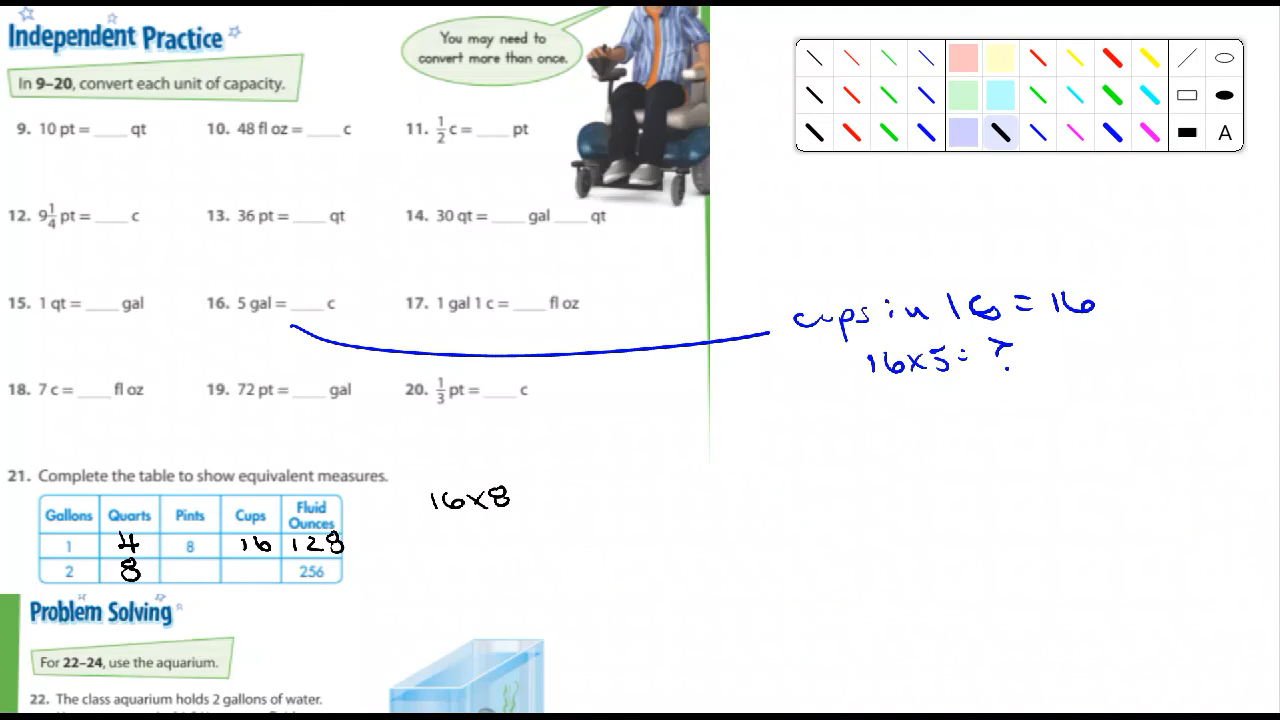 Independent Practice
You may need to
convert more than once.
In 9–20, convert each unit of capacity.
9. 10 pt = ____ qt
10. 48 fl oz = ____ c
11. 1/2 c = ____ pt
12. 9 1/4 pt = ____ c
13. 36 pt = ____ qt
14. 30 qt = ____ gal ____ qt
15. 1 qt = ____ gal
16. 5 gal = ____ c
17. 1 gal 1 c = ____ fl oz
cups in 1G = 16
16x5 = ?
18. 7 c = ____ fl oz
19. 72 pt = ____ gal
20. 1/3 pt = ____ c
21. Complete the table to show equivalent measures.
16x8
Gallons Quarts Pints Cups Fluid Ounces
1 4 8 16 128
2 8 256
Problem Solving
For 22–24, use the aquarium.
22. The class aquarium holds 2 gallons of water.
A